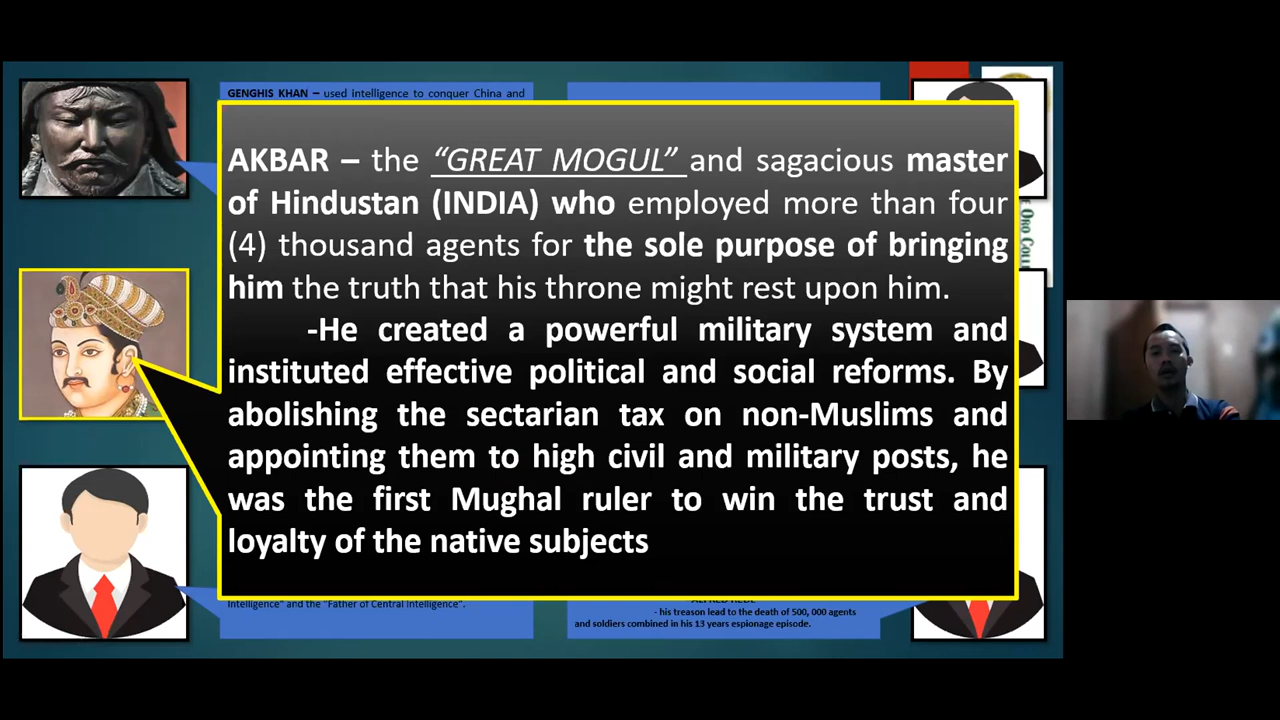 GENGHIS KHAN – used intelligence to conquer China and
AKBAR – the “GREAT MOGUL” and sagacious master
of Hindustan (INDIA) who employed more than four
(4) thousand agents for the sole purpose of bringing
him the truth that his throne might rest upon him.
-He created a powerful military system and
instituted effective political and social reforms. By
abolishing the sectarian tax on non-Muslims and
appointing them to high civil and military posts, he
was the first Mughal ruler to win the trust and
loyalty of the native subjects
Intelligence” and the “Father of Central Intelligence”.
- his treason lead to the death of 500, 000 agents
and soldiers combined in his 13 years espionage episode.